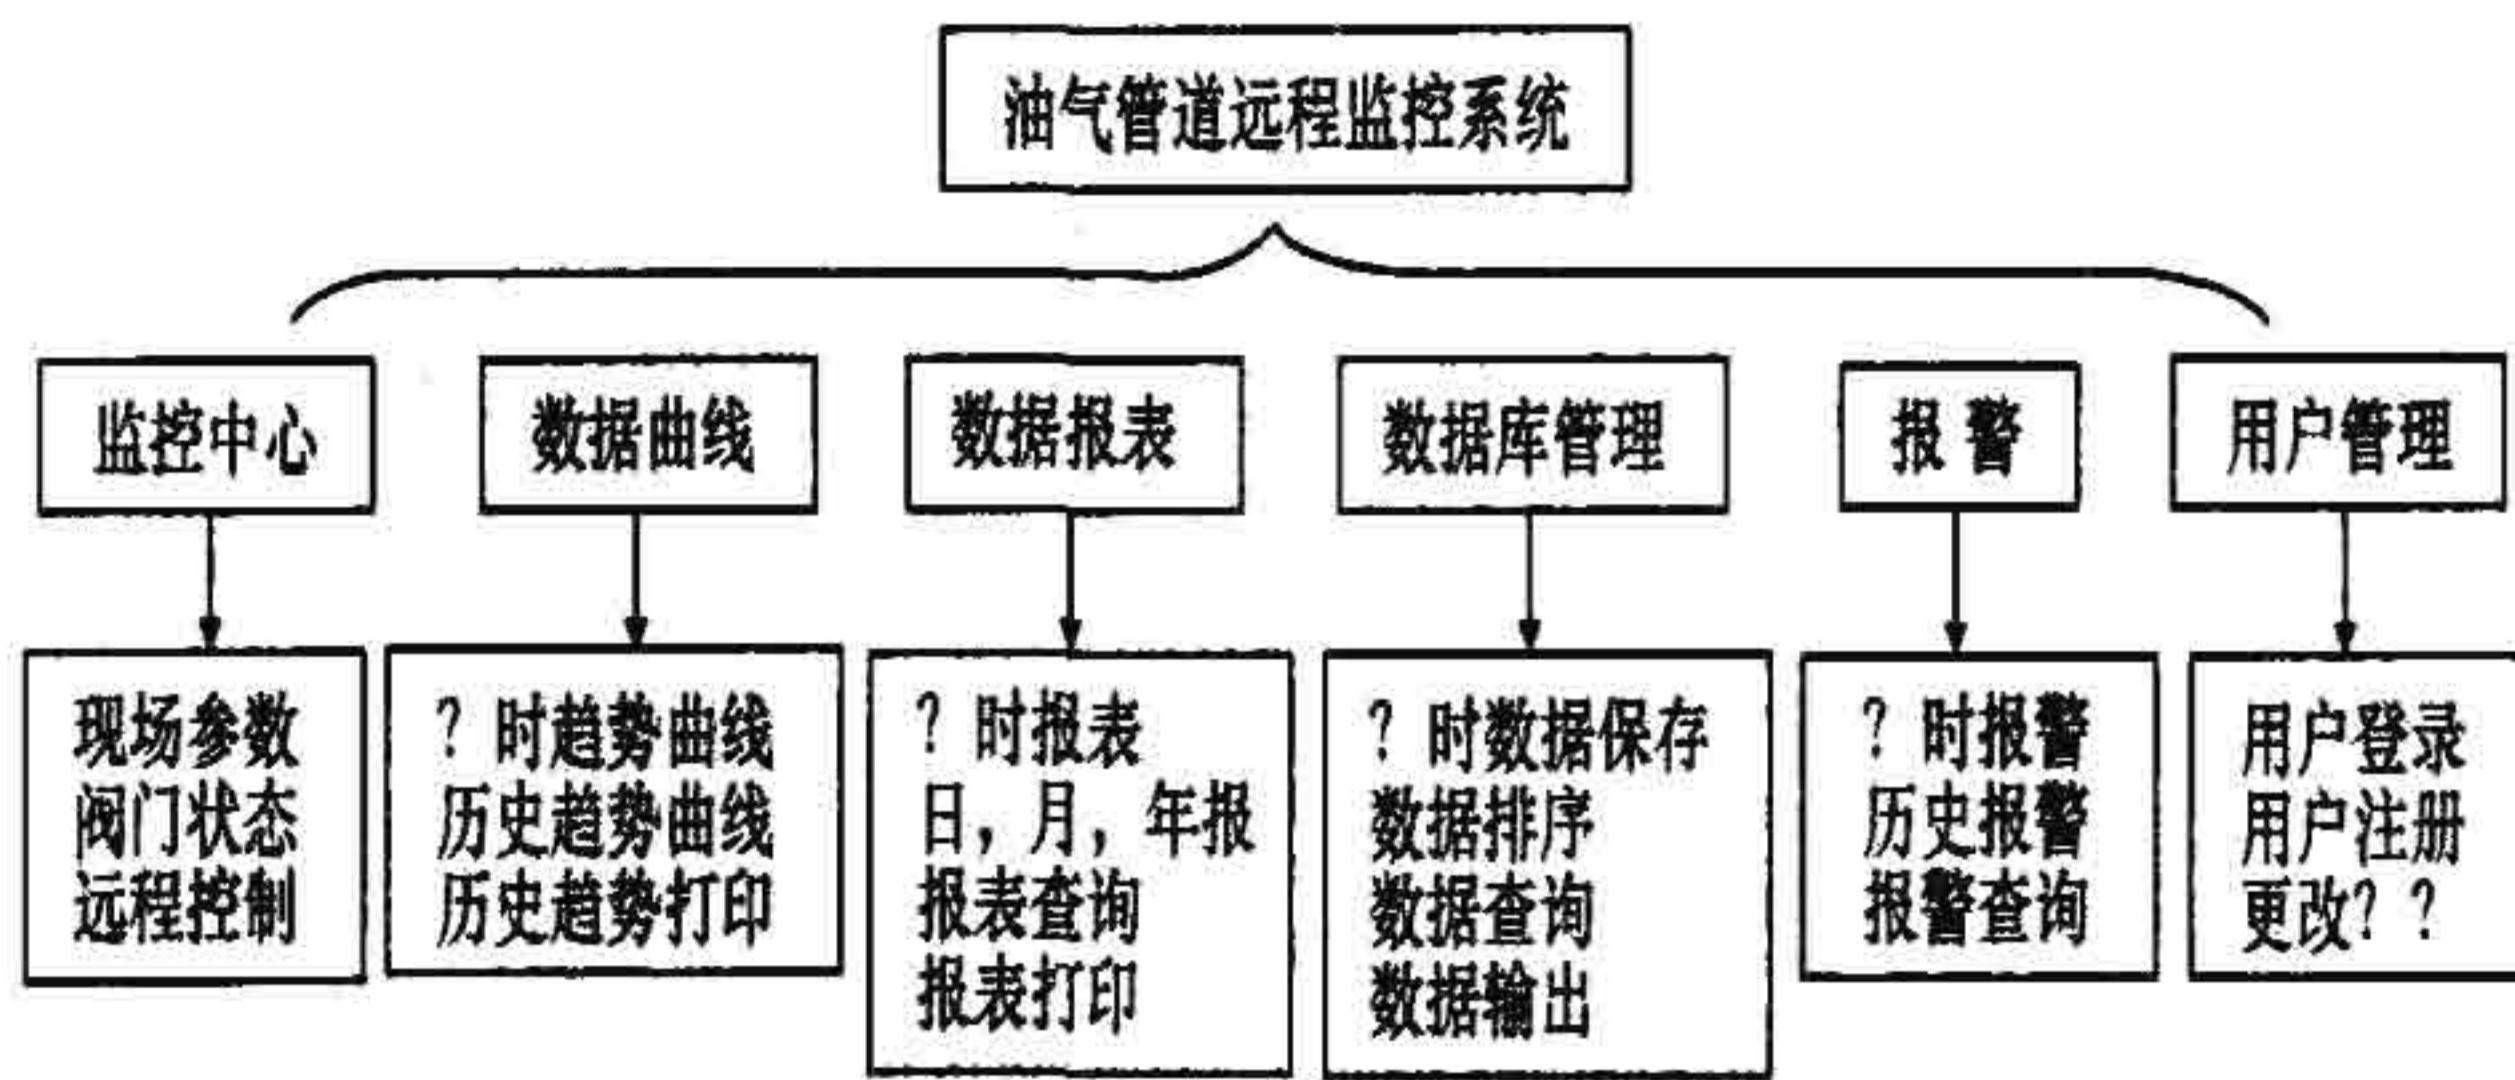 油气管道远程监控系统
监控中心
数据曲线
数据报表
数据库管理
报警
用户管理
现场参数
阀门状态
远程控制
?时趋势曲线
历史趋势曲线
历史趋势打印
?时报表
日，月，年报
报表查询
报表打印
?时数据保存
数据排序
数据查询
数据输出
?时报警
历史报警
报警查询
用户登录
用户注册
更改??